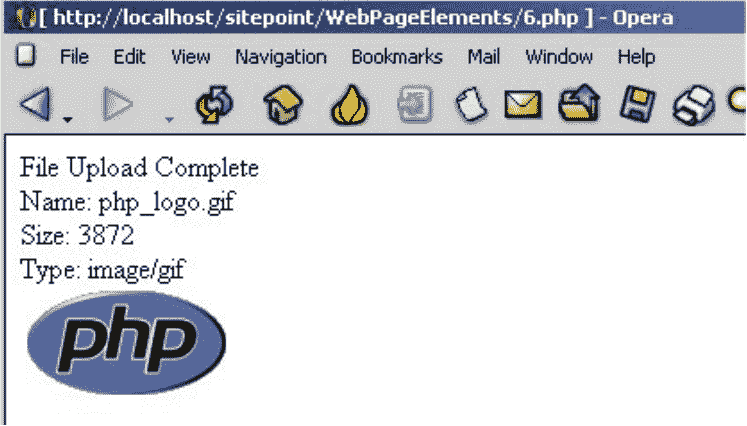 [ http://localhost/sitepoint/WebPageElements/6.php ] - Opera
File Edit View Navigation Bookmarks Mail Window Help
File Upload Complete
Name: php_logo.gif
Size: 3872
Type: image/gif
php